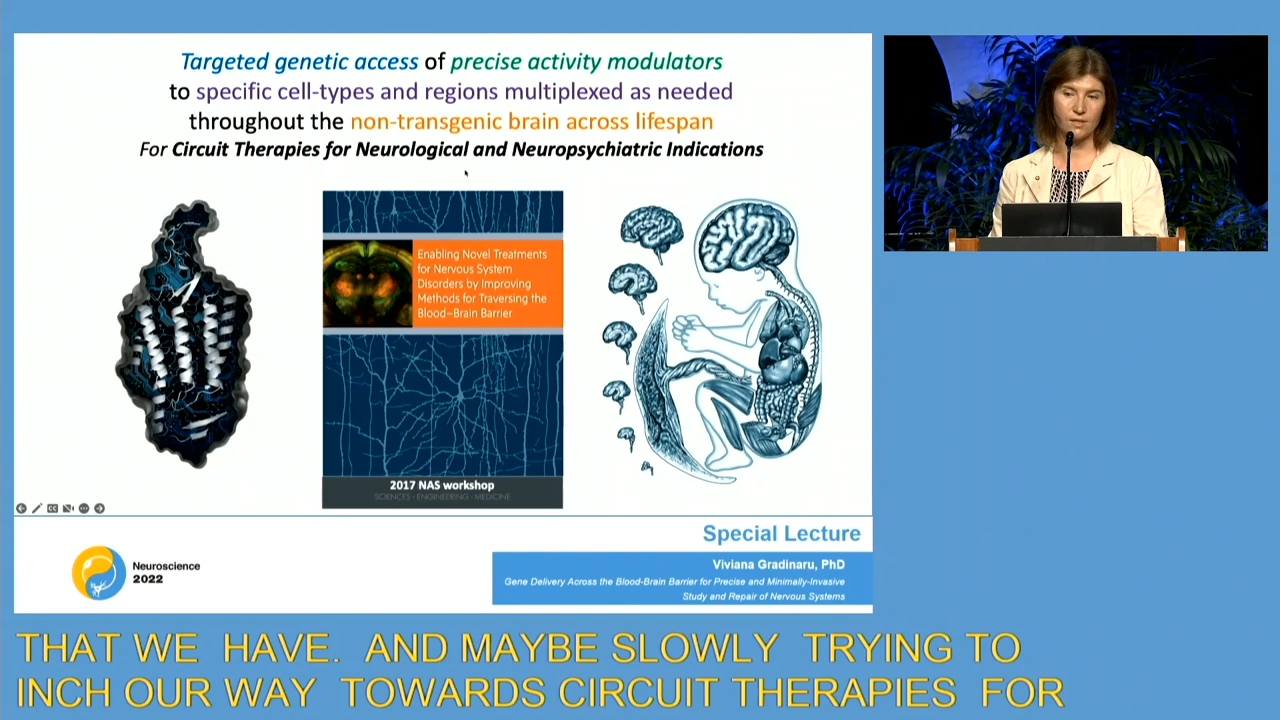 Targeted genetic access of precise activity modulators
to specific cell-types and regions multiplexed as needed
throughout the non-transgenic brain across lifespan
For Circuit Therapies for Neurological and Neuropsychiatric Indications
Enabling Novel Treatments
for Nervous System
Disorders by Improving
Methods for Traversing the
Blood–Brain Barrier
2017 NAS workshop
SCIENCES · ENGINEERING · MEDICINE
Special Lecture
Neuroscience
2022
Viviana Gradinaru, PhD
Gene Delivery Across the Blood-Brain Barrier for Precise and Minimally-Invasive
Study and Repair of Nervous Systems
THAT WE HAVE. AND MAYBE SLOWLY TRYING TO
INCH OUR WAY TOWARDS CIRCUIT THERAPIES FOR